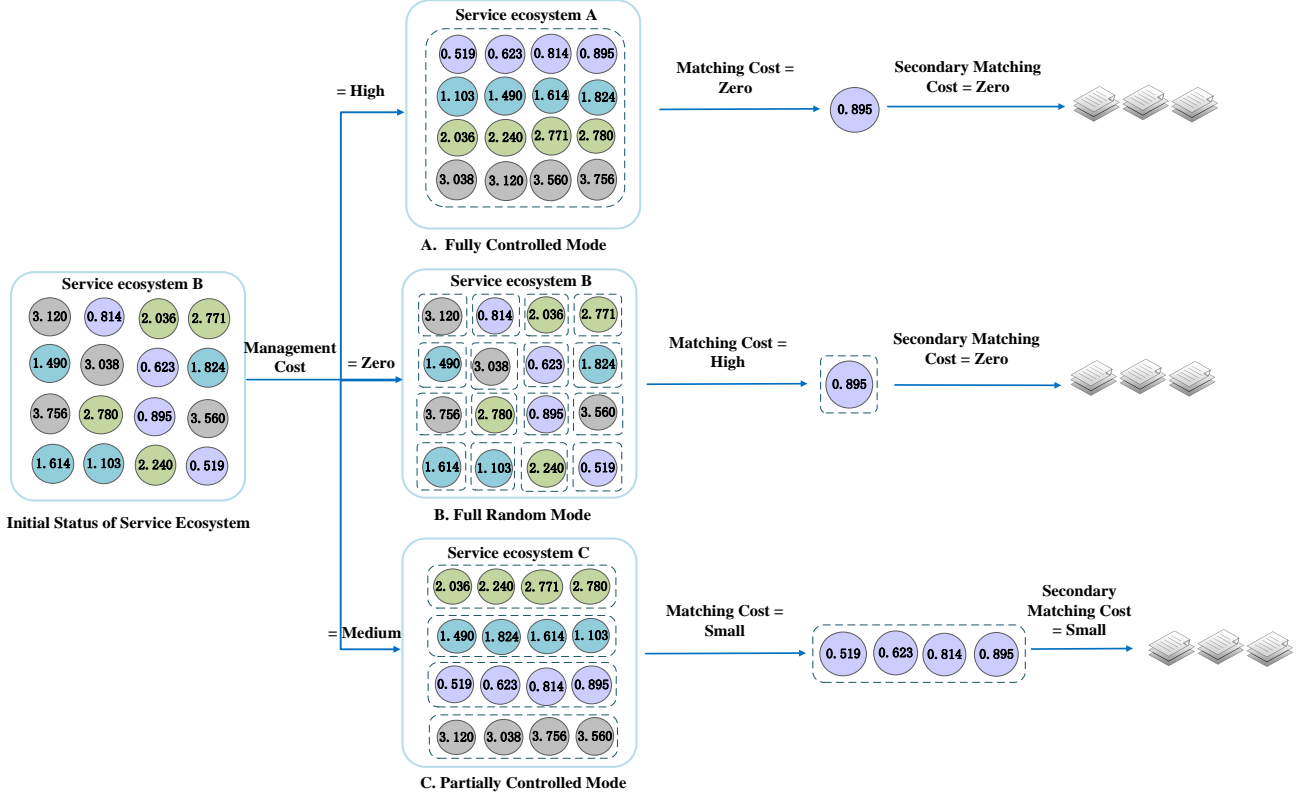 Service ecosystem A
0.519 0.623 0.814 0.895
1.103 1.490 1.614 1.824
2.036 2.240 2.771 2.780
3.038 3.120 3.560 3.756
A. Fully Controlled Mode
= High
Matching Cost =
Zero
0.895
Secondary Matching
Cost = Zero
Service ecosystem B
3.120 0.814 2.036 2.771
1.490 3.038 0.623 1.824
3.756 2.780 0.895 3.560
1.614 1.103 2.240 0.519
Initial Status of Service Ecosystem
Management
Cost
= Zero
Service ecosystem B
3.120 0.814 2.036 2.771
1.490 3.038 0.623 1.824
3.756 2.780 0.895 3.560
1.614 1.103 2.240 0.519
B. Full Random Mode
Matching Cost =
High
0.895
Secondary Matching
Cost = Zero
= Medium
Service ecosystem C
2.036 2.240 2.771 2.780
1.490 1.824 1.614 1.103
0.519 0.623 0.814 0.895
3.120 3.038 3.756 3.560
C. Partially Controlled Mode
Matching Cost =
Small
0.519 0.623 0.814 0.895
Secondary
Matching Cost
= Small